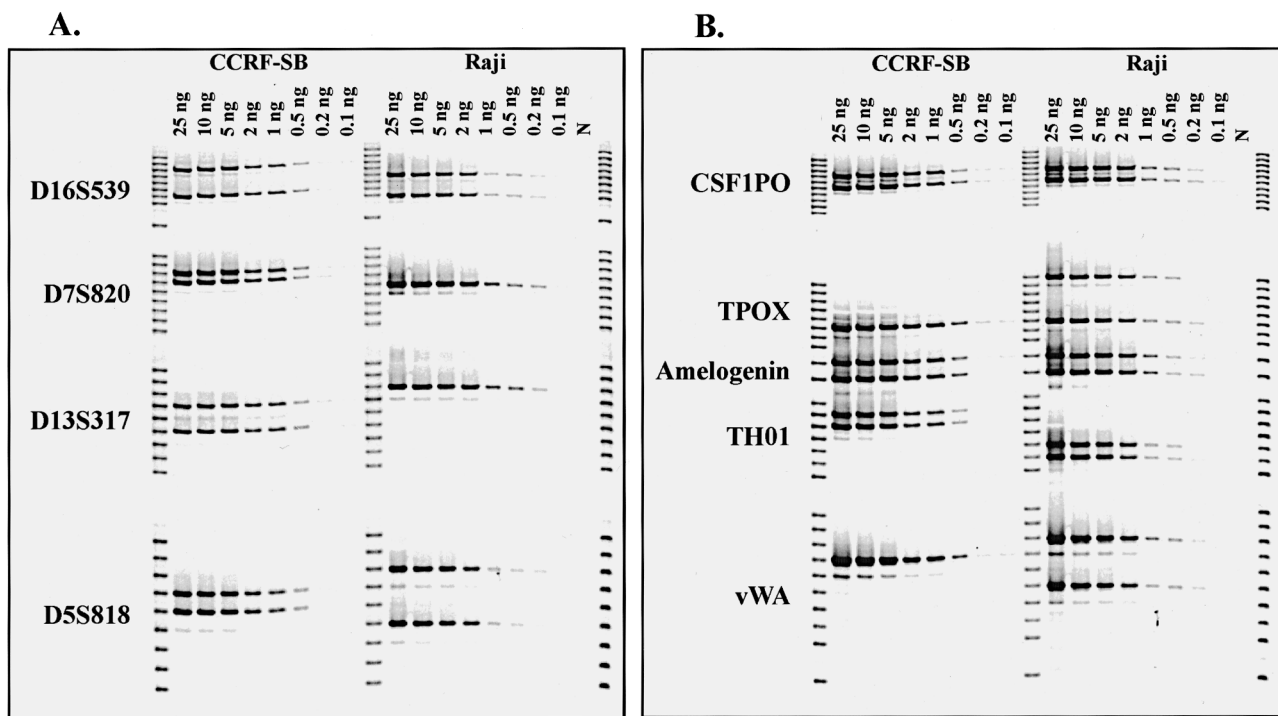 A.
CCRF-SB Raji
25 ng 10 ng 5 ng 2 ng 1 ng 0.5 ng 0.2 ng 0.1 ng 25 ng 10 ng 5 ng 2 ng 1 ng 0.5 ng 0.2 ng 0.1 ng N
D16S539
D7S820
D13S317
D5S818
B.
CCRF-SB Raji
25 ng 10 ng 5 ng 2 ng 1 ng 0.5 ng 0.2 ng 0.1 ng 25 ng 10 ng 5 ng 2 ng 1 ng 0.5 ng 0.2 ng 0.1 ng N
CSF1PO
TPOX
Amelogenin
TH01
vWA